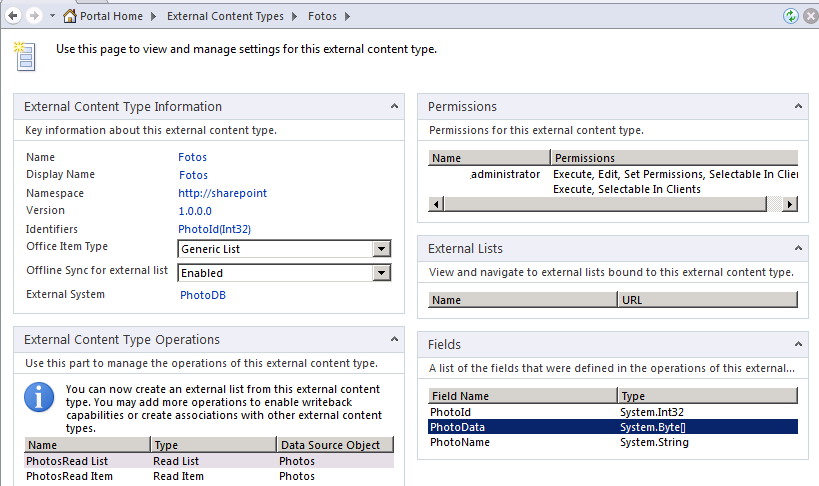 Portal Home External Content Types Fotos
Use this page to view and manage settings for this external content type.
External Content Type Information
Key information about this external content type.
Name Fotos
Display Name Fotos
Namespace http://sharepoint
Version 1.0.0.0
Identifiers PhotoId(Int32)
Office Item Type Generic List
Offline Sync for external list Enabled
External System PhotoDB
External Content Type Operations
Use this part to manage the operations of this external content type.
You can now create an external list from this external content
type. You may add more operations to enable writeback
capabilities or create associations with other external content
types.
Name Type Data Source Object
PhotosRead List Read List Photos
PhotosRead Item Read Item Photos
Permissions
Permissions for this external content type.
Name Permissions
.administrator Execute, Edit, Set Permissions, Selectable In Clie
Execute, Selectable In Clients
External Lists
View and navigate to external lists bound to this external content type.
Name URL
Fields
A list of the fields that were defined in the operations of this external...
Field Name Type
PhotoId System.Int32
PhotoData System.Byte[]
PhotoName System.String